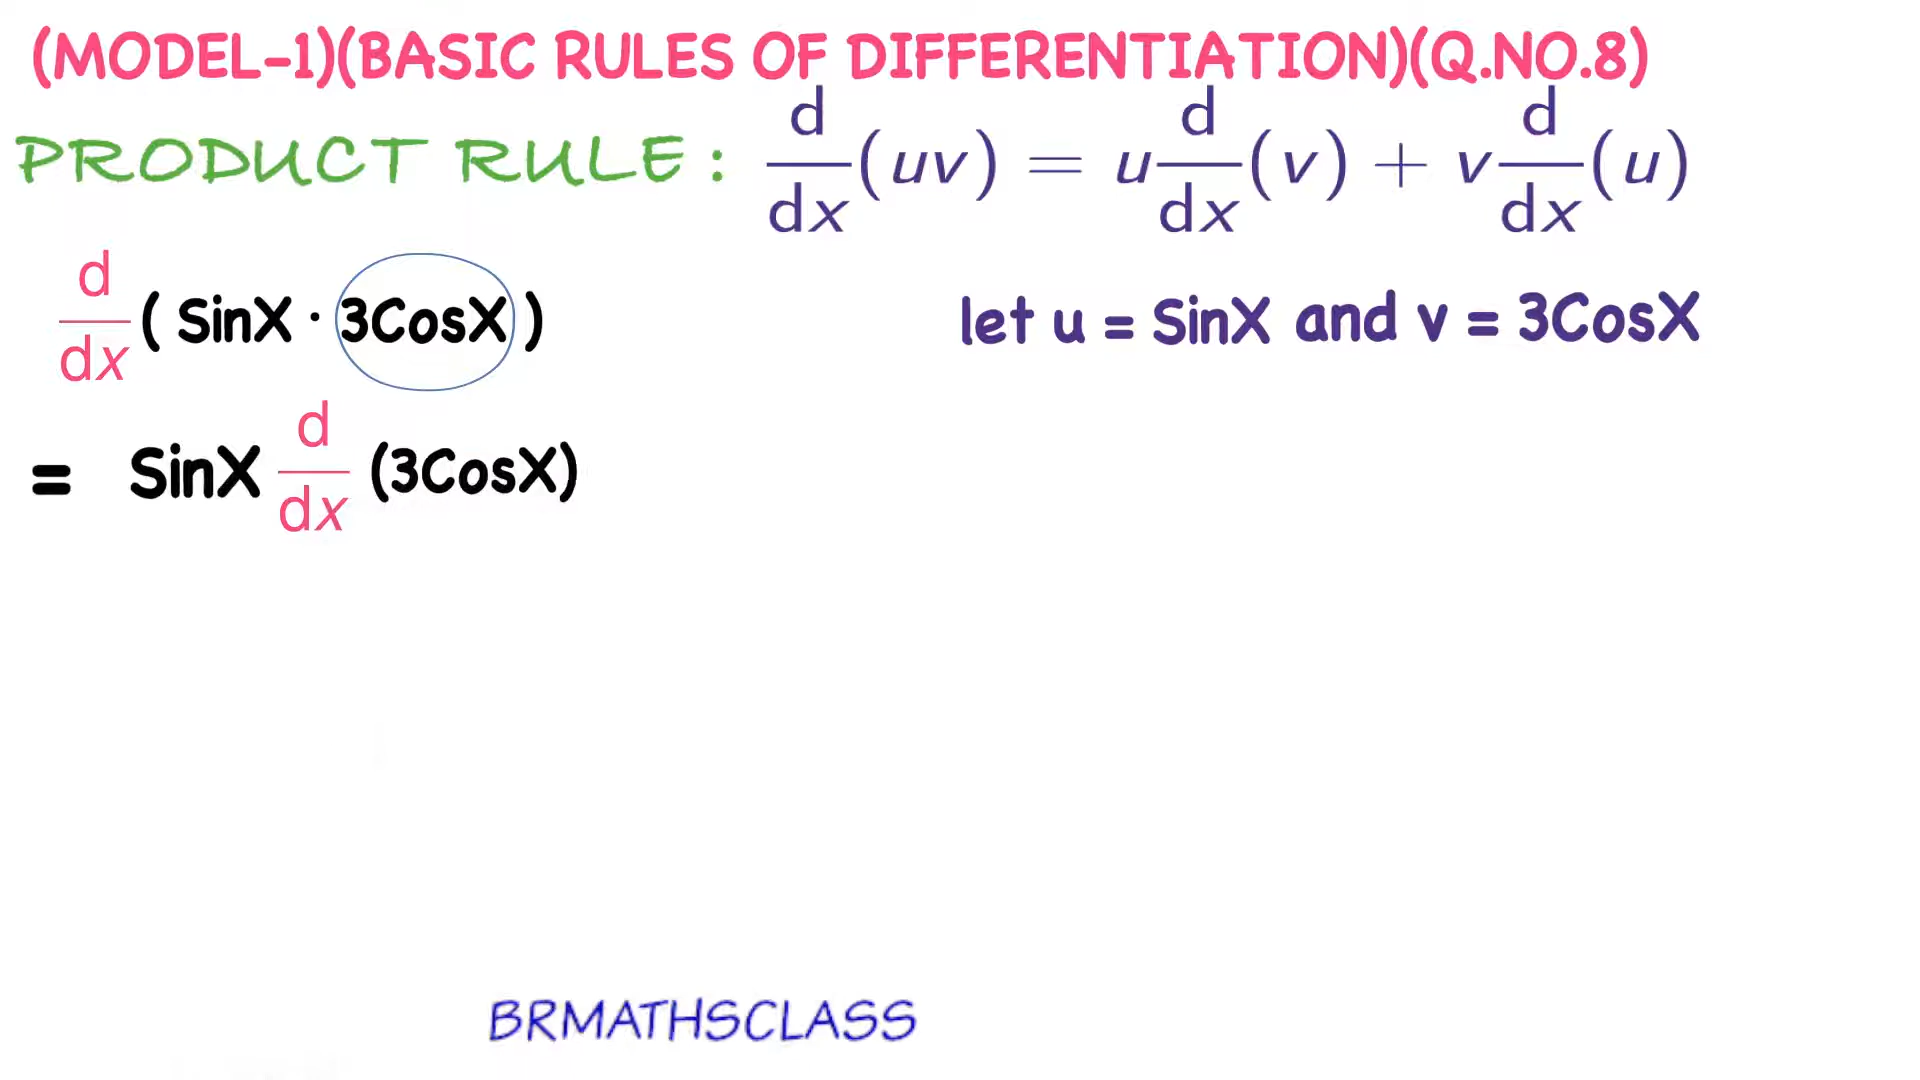 (MODEL-1)(BASIC RULES OF DIFFERENTIATION)(Q.NO.8)
PRODUCT RULE : d/dx (uv) = u d/dx (v) + v d/dx (u)
d/dx ( SinX · 3CosX )
let u = SinX and v = 3CosX
= SinX d/dx (3CosX)
BRMATHSCLASS